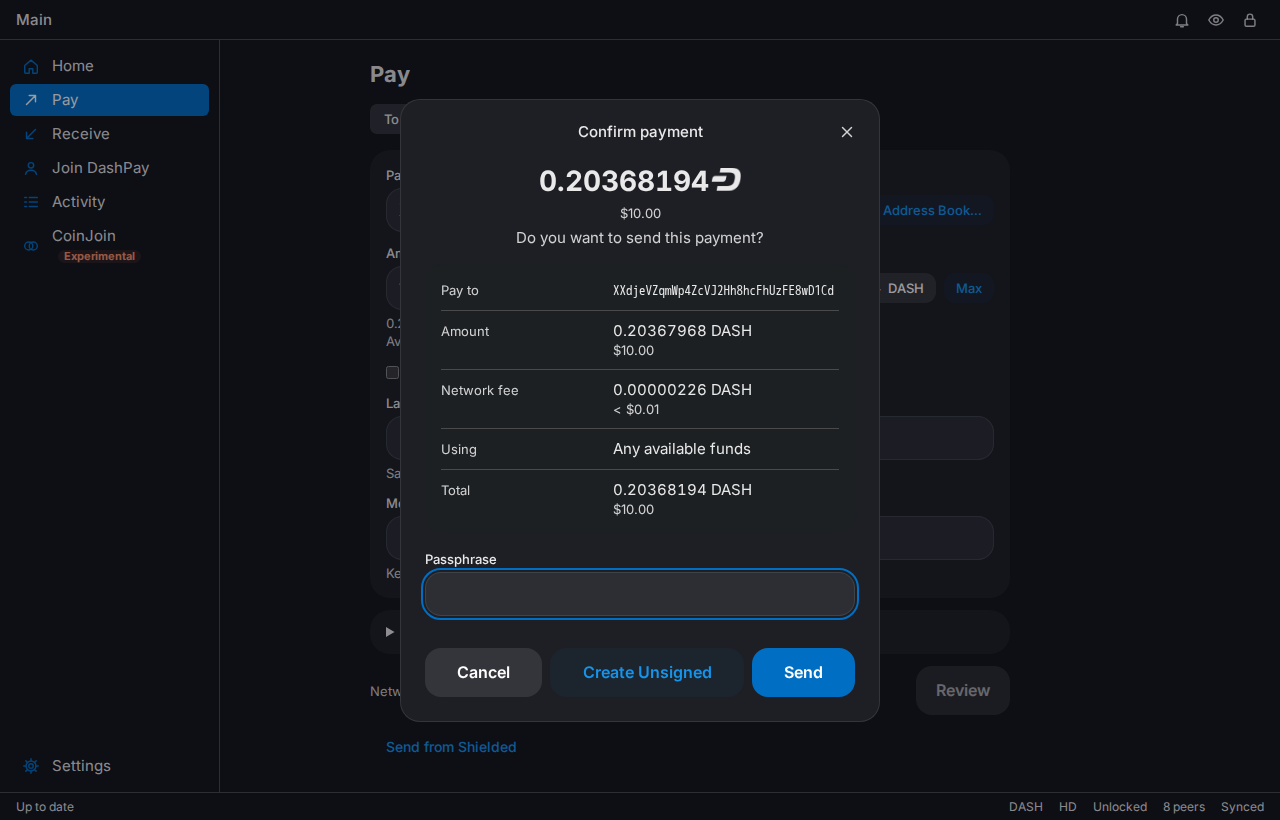 Main
Home
Pay
Receive
Join DashPay
Activity
CoinJoin
Experimental
Settings
Pay
To
Address Book...
DASH
Max
Confirm payment
0.20368194
$10.00
Do you want to send this payment?
Pay to XXdjeVZqmWp4ZcVJ2Hh8hcFhUzFE8wD1Cd
Amount 0.20367968 DASH
$10.00
Network fee 0.00000226 DASH
< $0.01
Using Any available funds
Total 0.20368194 DASH
$10.00
Passphrase
Cancel Create Unsigned Send
Review
Send from Shielded
Up to date
DASH HD Unlocked 8 peers Synced